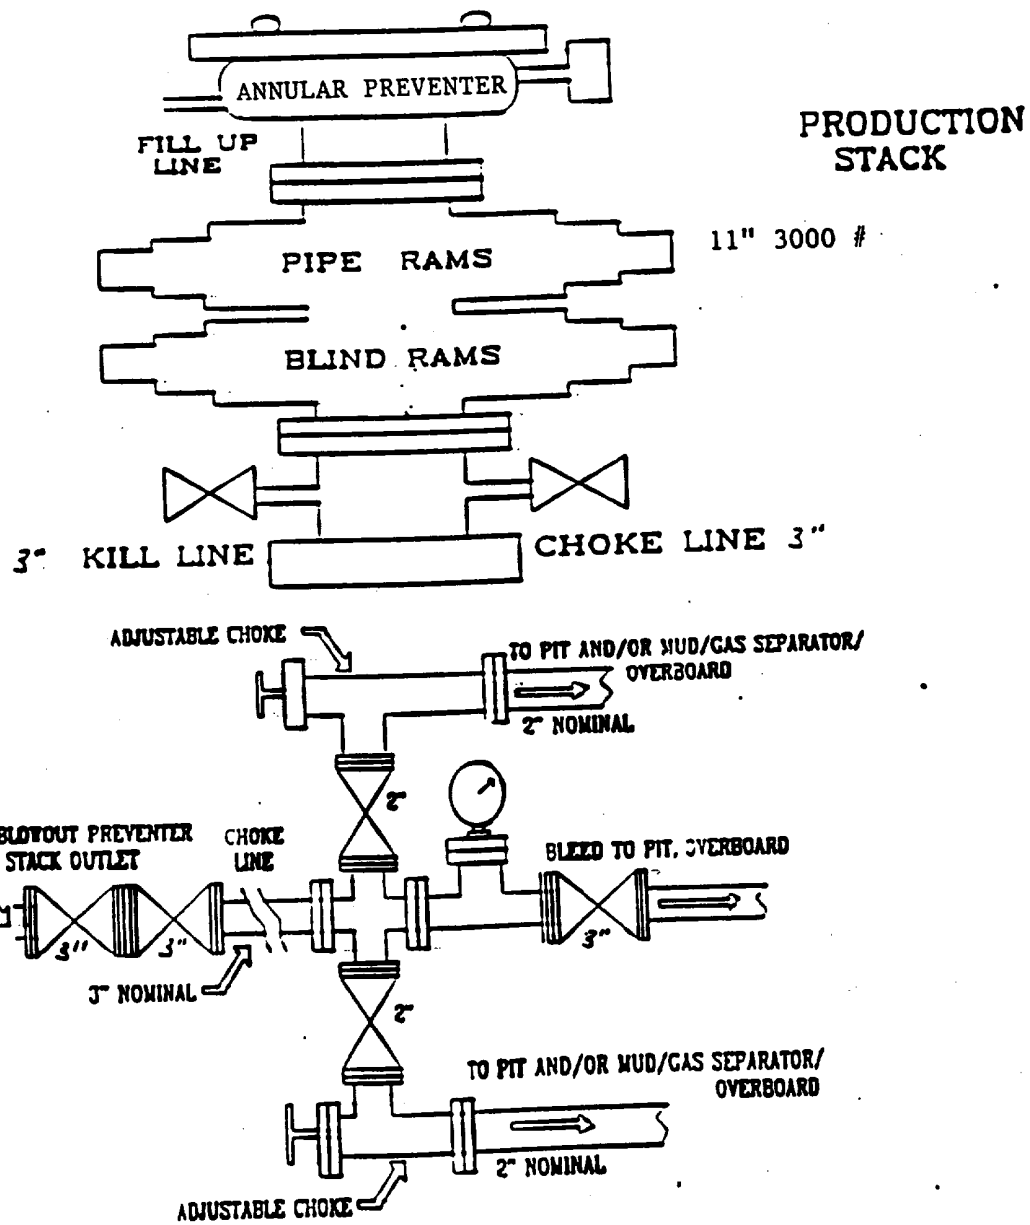 ANNULAR PREVENTER
FILL UP
LINE
PRODUCTION
STACK
11" 3000 #
PIPE RAMS
BLIND RAMS
3" KILL LINE
CHOKE LINE 3"
ADJUSTABLE CHOKE
TO PIT AND/OR MUD/GAS SEPARATOR/
OVERBOARD
2" NOMINAL
2"
BLOWOUT PREVENTER
STACK OUTLET
CHOKE
LINE
BLEED TO PIT, OVERBOARD
3"
3"
3"
3" NOMINAL
2"
TO PIT AND/OR MUD/GAS SEPARATOR/
OVERBOARD
2" NOMINAL
ADJUSTABLE CHOKE